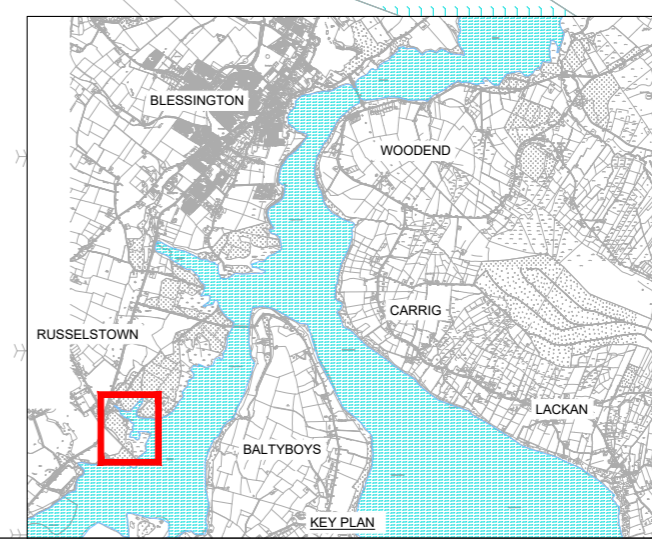 BLESSINGTON
WOODEND
CARRIG
RUSSELSTOWN
LACKAN
BALTYBOYS
KEY PLAN